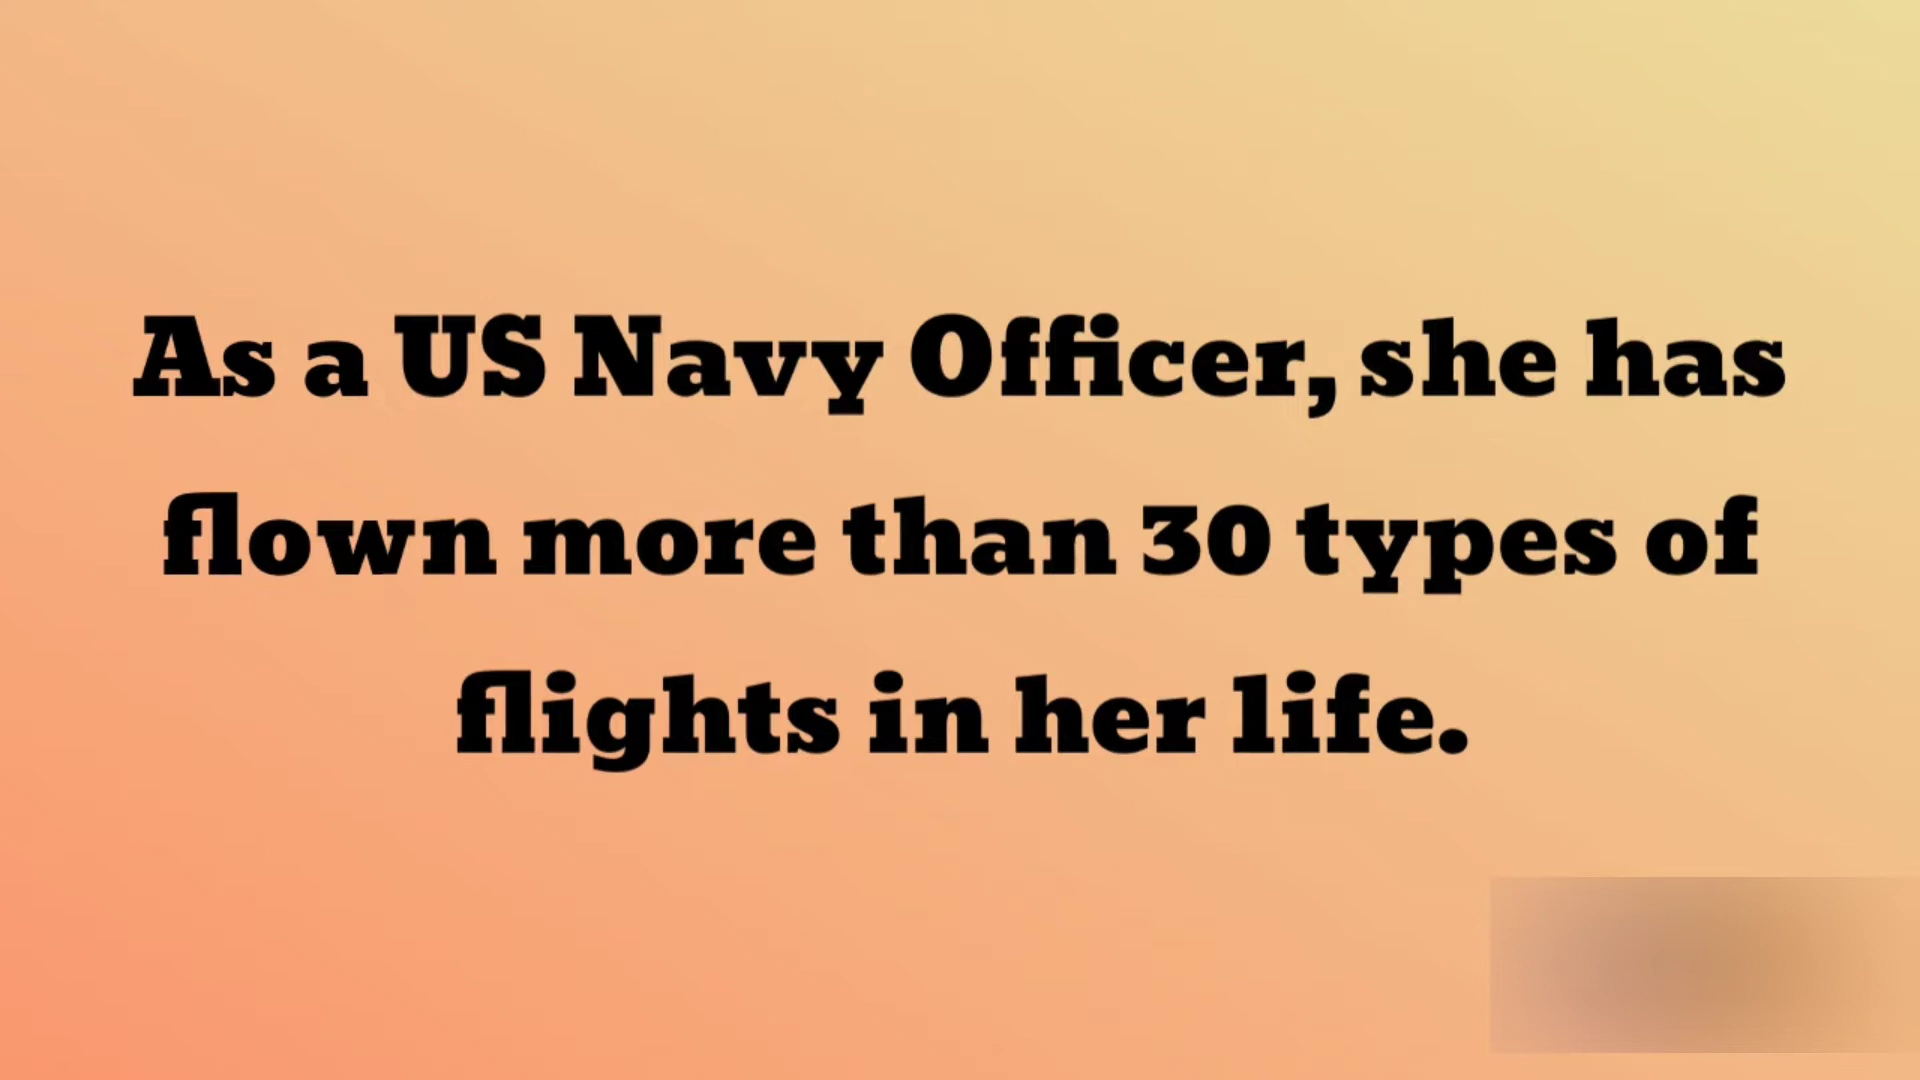 As a US Navy Officer, she has
flown more than 30 types of
flights in her life.